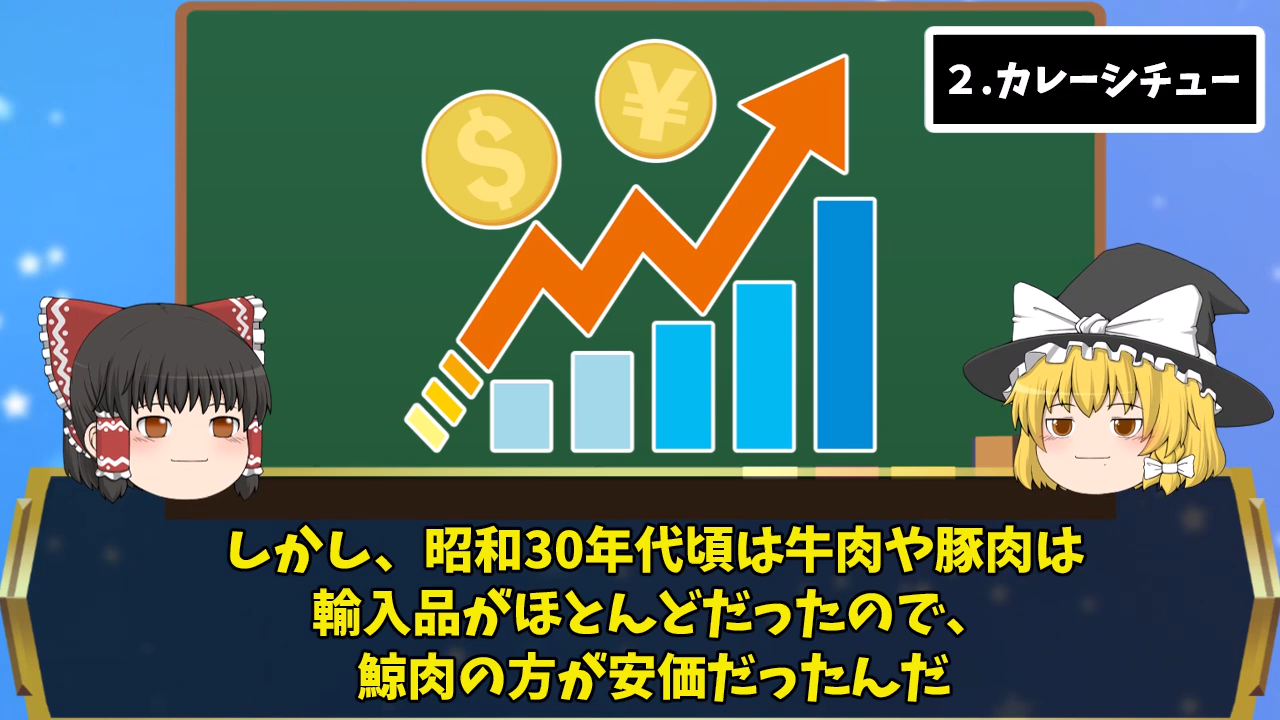 2.カレーシチュー
$
¥
しかし、昭和30年代頃は牛肉や豚肉は
輸入品がほとんどだったので、
鯨肉の方が安価だったんだ